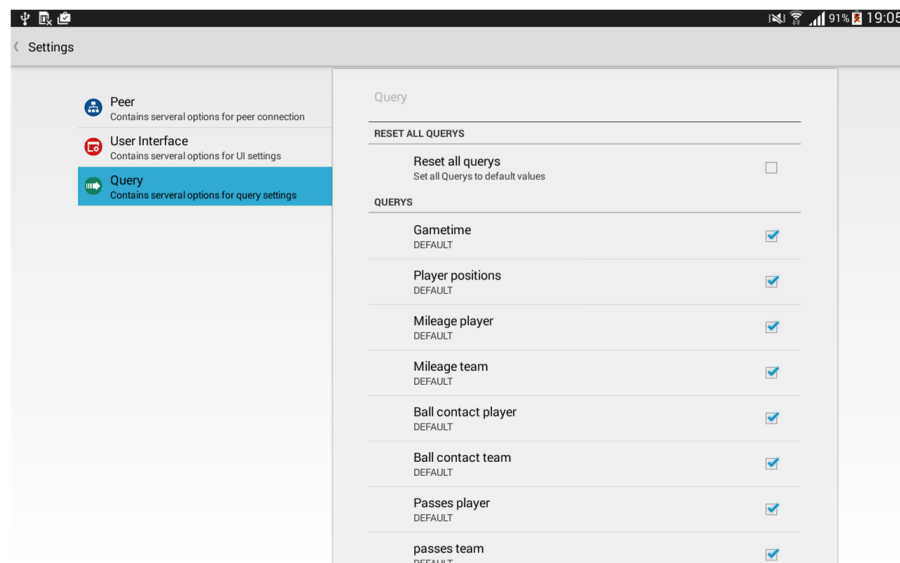 91% 19:05
Settings
Peer
Contains serveral options for peer connection
User Interface
Contains serveral options for UI settings
Query
Contains serveral options for query settings
Query
RESET ALL QUERYS
Reset all querys
Set all Querys to default values
QUERYS
Gametime
DEFAULT
Player positions
DEFAULT
Mileage player
DEFAULT
Mileage team
DEFAULT
Ball contact player
DEFAULT
Ball contact team
DEFAULT
Passes player
DEFAULT
passes team
DEFAULT